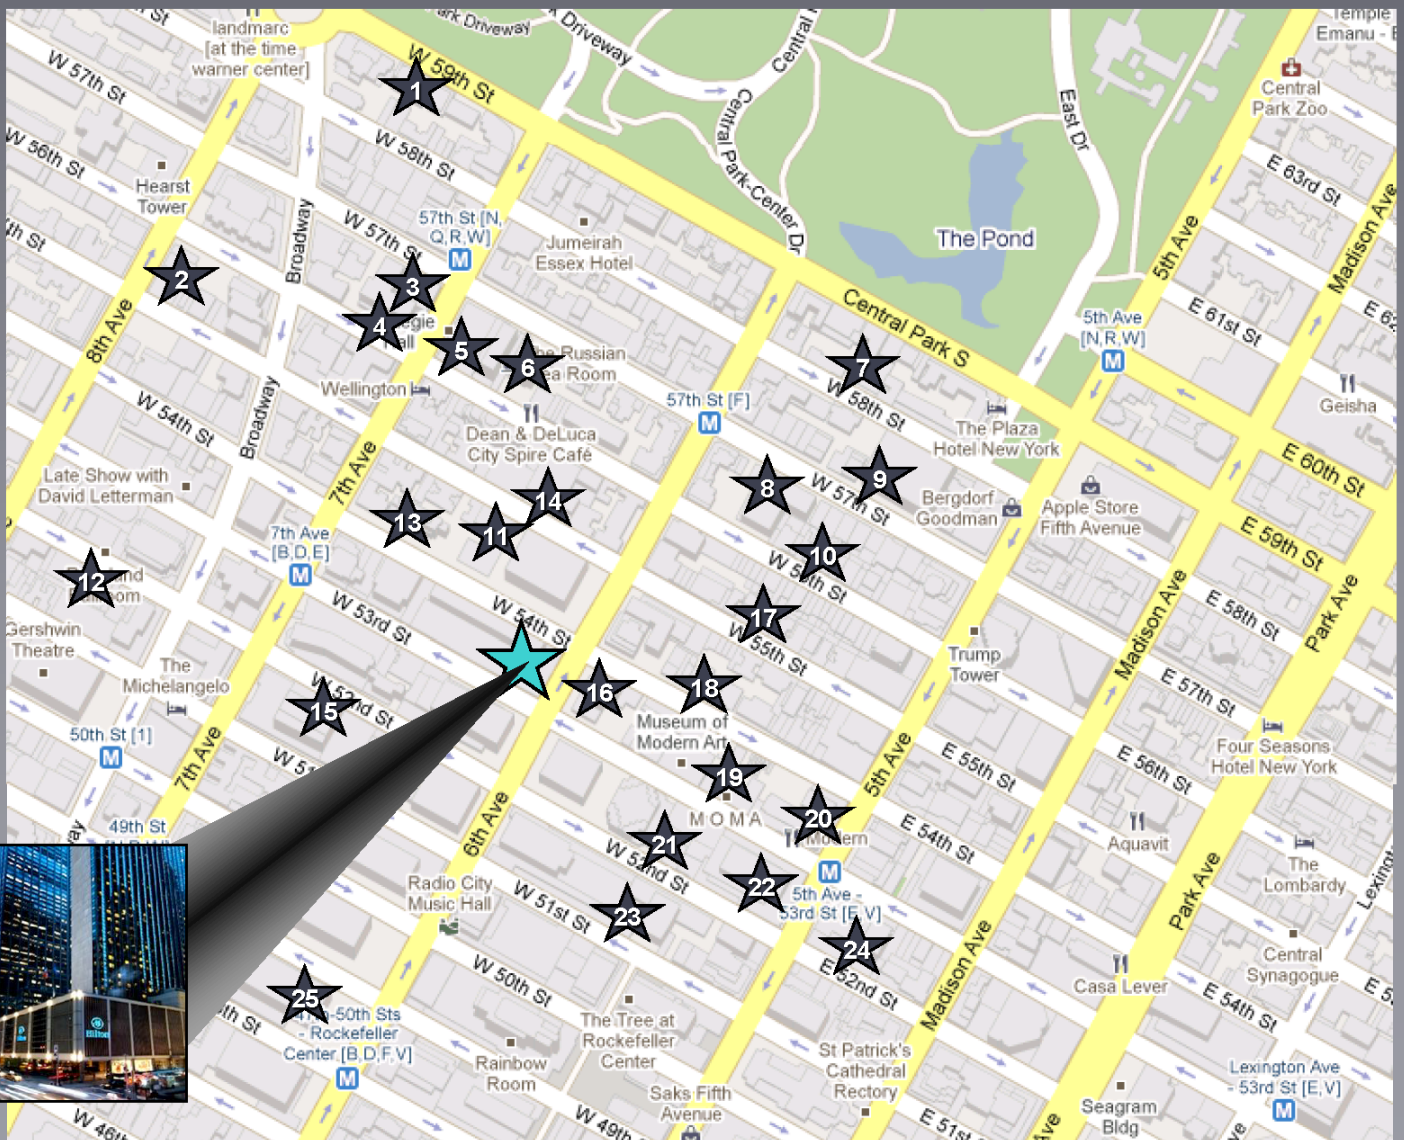 landmarc
[at the time
warner center]
Park Driveway
Driveway
Central
Temple
Emanu - E
W 57th St
W 59th St
1
Central
Park Zoo
W 56th St
W 58th St
Central Park-Center Dr
East Dr
E 63rd St
Hearst
Tower
Broadway
57th St [N,
Q,R,W]
M
W 57th St
Jumeirah
Essex Hotel
The Pond
5th Ave
Madison Ave
2
3
8th Ave
4
5
6
The Russian
Tea Room
Central Park S
7
5th Ave
[N,R,W]
M
E 61st St
Wellington
57th St [F]
M
W 58th St
The Plaza
Hotel New York
Geisha
W 54th St
Broadway
Dean & DeLuca
City Spire Café
E 60th St
Late Show with
David Letterman
7th Ave
14
8
W 57th St
9
Bergdorf
Goodman
Apple Store
Fifth Avenue
13
11
10
E 59th St
7th Ave
[B,D,E]
M
12
W 53rd St
W 54th St
17
W 55th St
E 58th St
Madison Ave
Park Ave
Gershwin
Theatre
The
Michelangelo
Trump
Tower
15
W 52nd St
16
18
E 57th St
Museum of
Modern Art
50th St [1]
M
7th Ave
W 51
19
5th Ave
E 55th St
E 56th St
Four Seasons
Hotel New York
49th St
6th Ave
M O M A
20
Modern
E 54th St
Aquavit
21
W 52nd St
22
M
5th Ave -
53rd St [E,V]
The
Lombardy
Lexingt
Radio City
Music Hall
W 51st St
23
24
Park Ave
E 52nd St
Madison Ave
Casa Lever
Central
Synagogue
W 50th St
25
E 54th St
-50th Sts
- Rockefeller
Center [B,D,F,V]
M
The Tree at
Rockefeller
Center
Rainbow
Room
St Patrick's
Cathedral
Rectory
Lexington Ave
- 53rd St [E,V]
M
Hilton
Saks Fifth
Avenue
Seagram
Bldg
W 46th
W 49th
E 51st
Ave